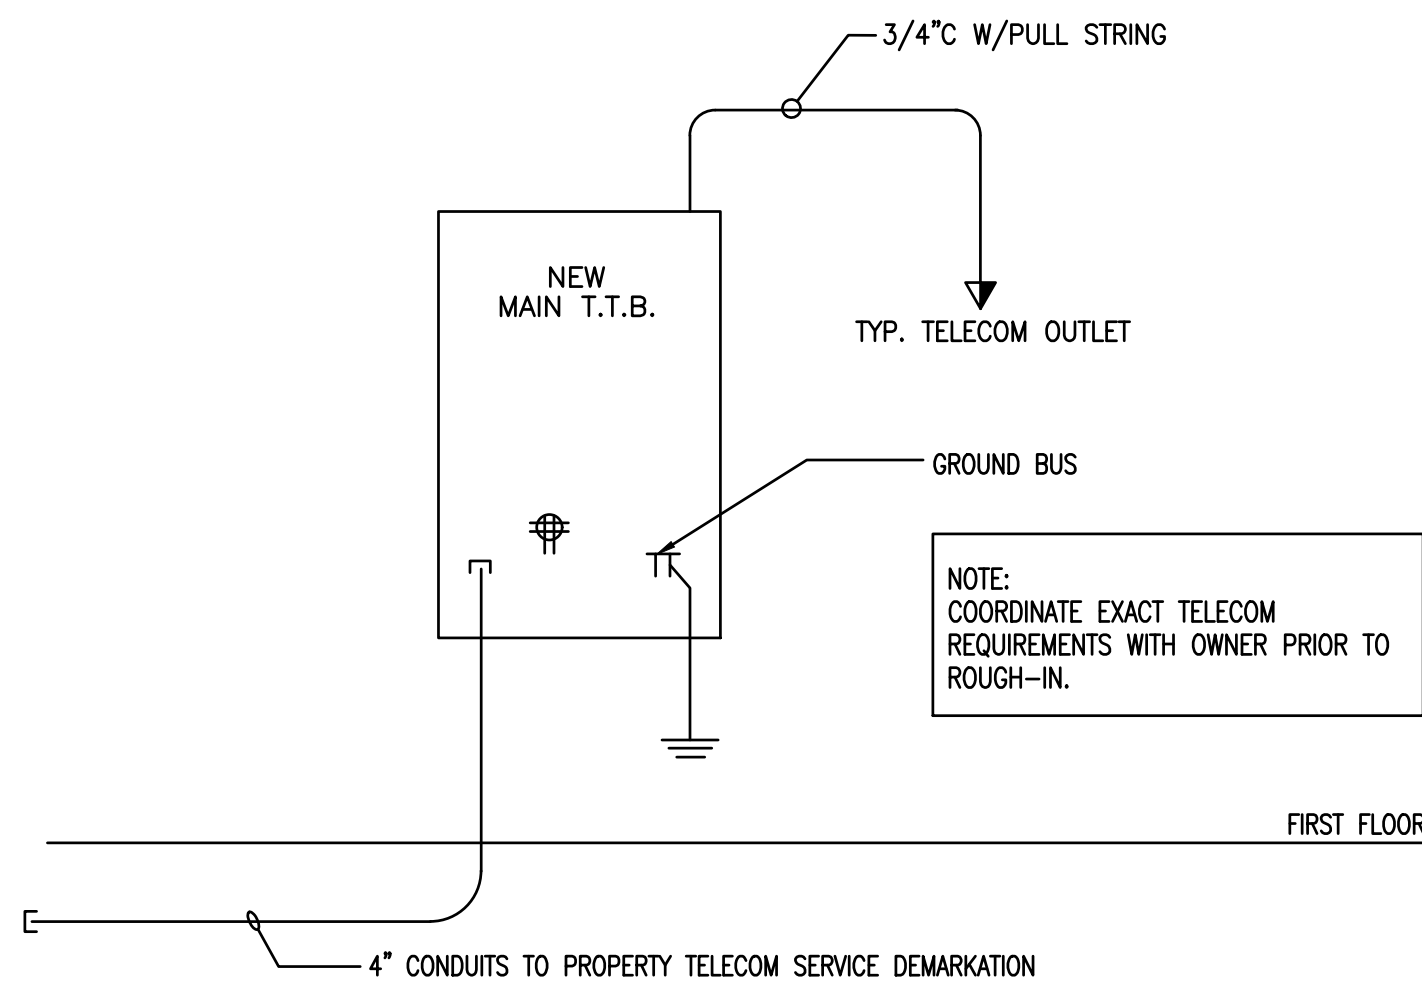 3/4"C W/PULL STRING
NEW
MAIN T.T.B.
TYP. TELECOM OUTLET
GROUND BUS
NOTE:
COORDINATE EXACT TELECOM
REQUIREMENTS WITH OWNER PRIOR TO
ROUGH-IN.
FIRST FLOOR
4" CONDUITS TO PROPERTY TELECOM SERVICE DEMARKATION